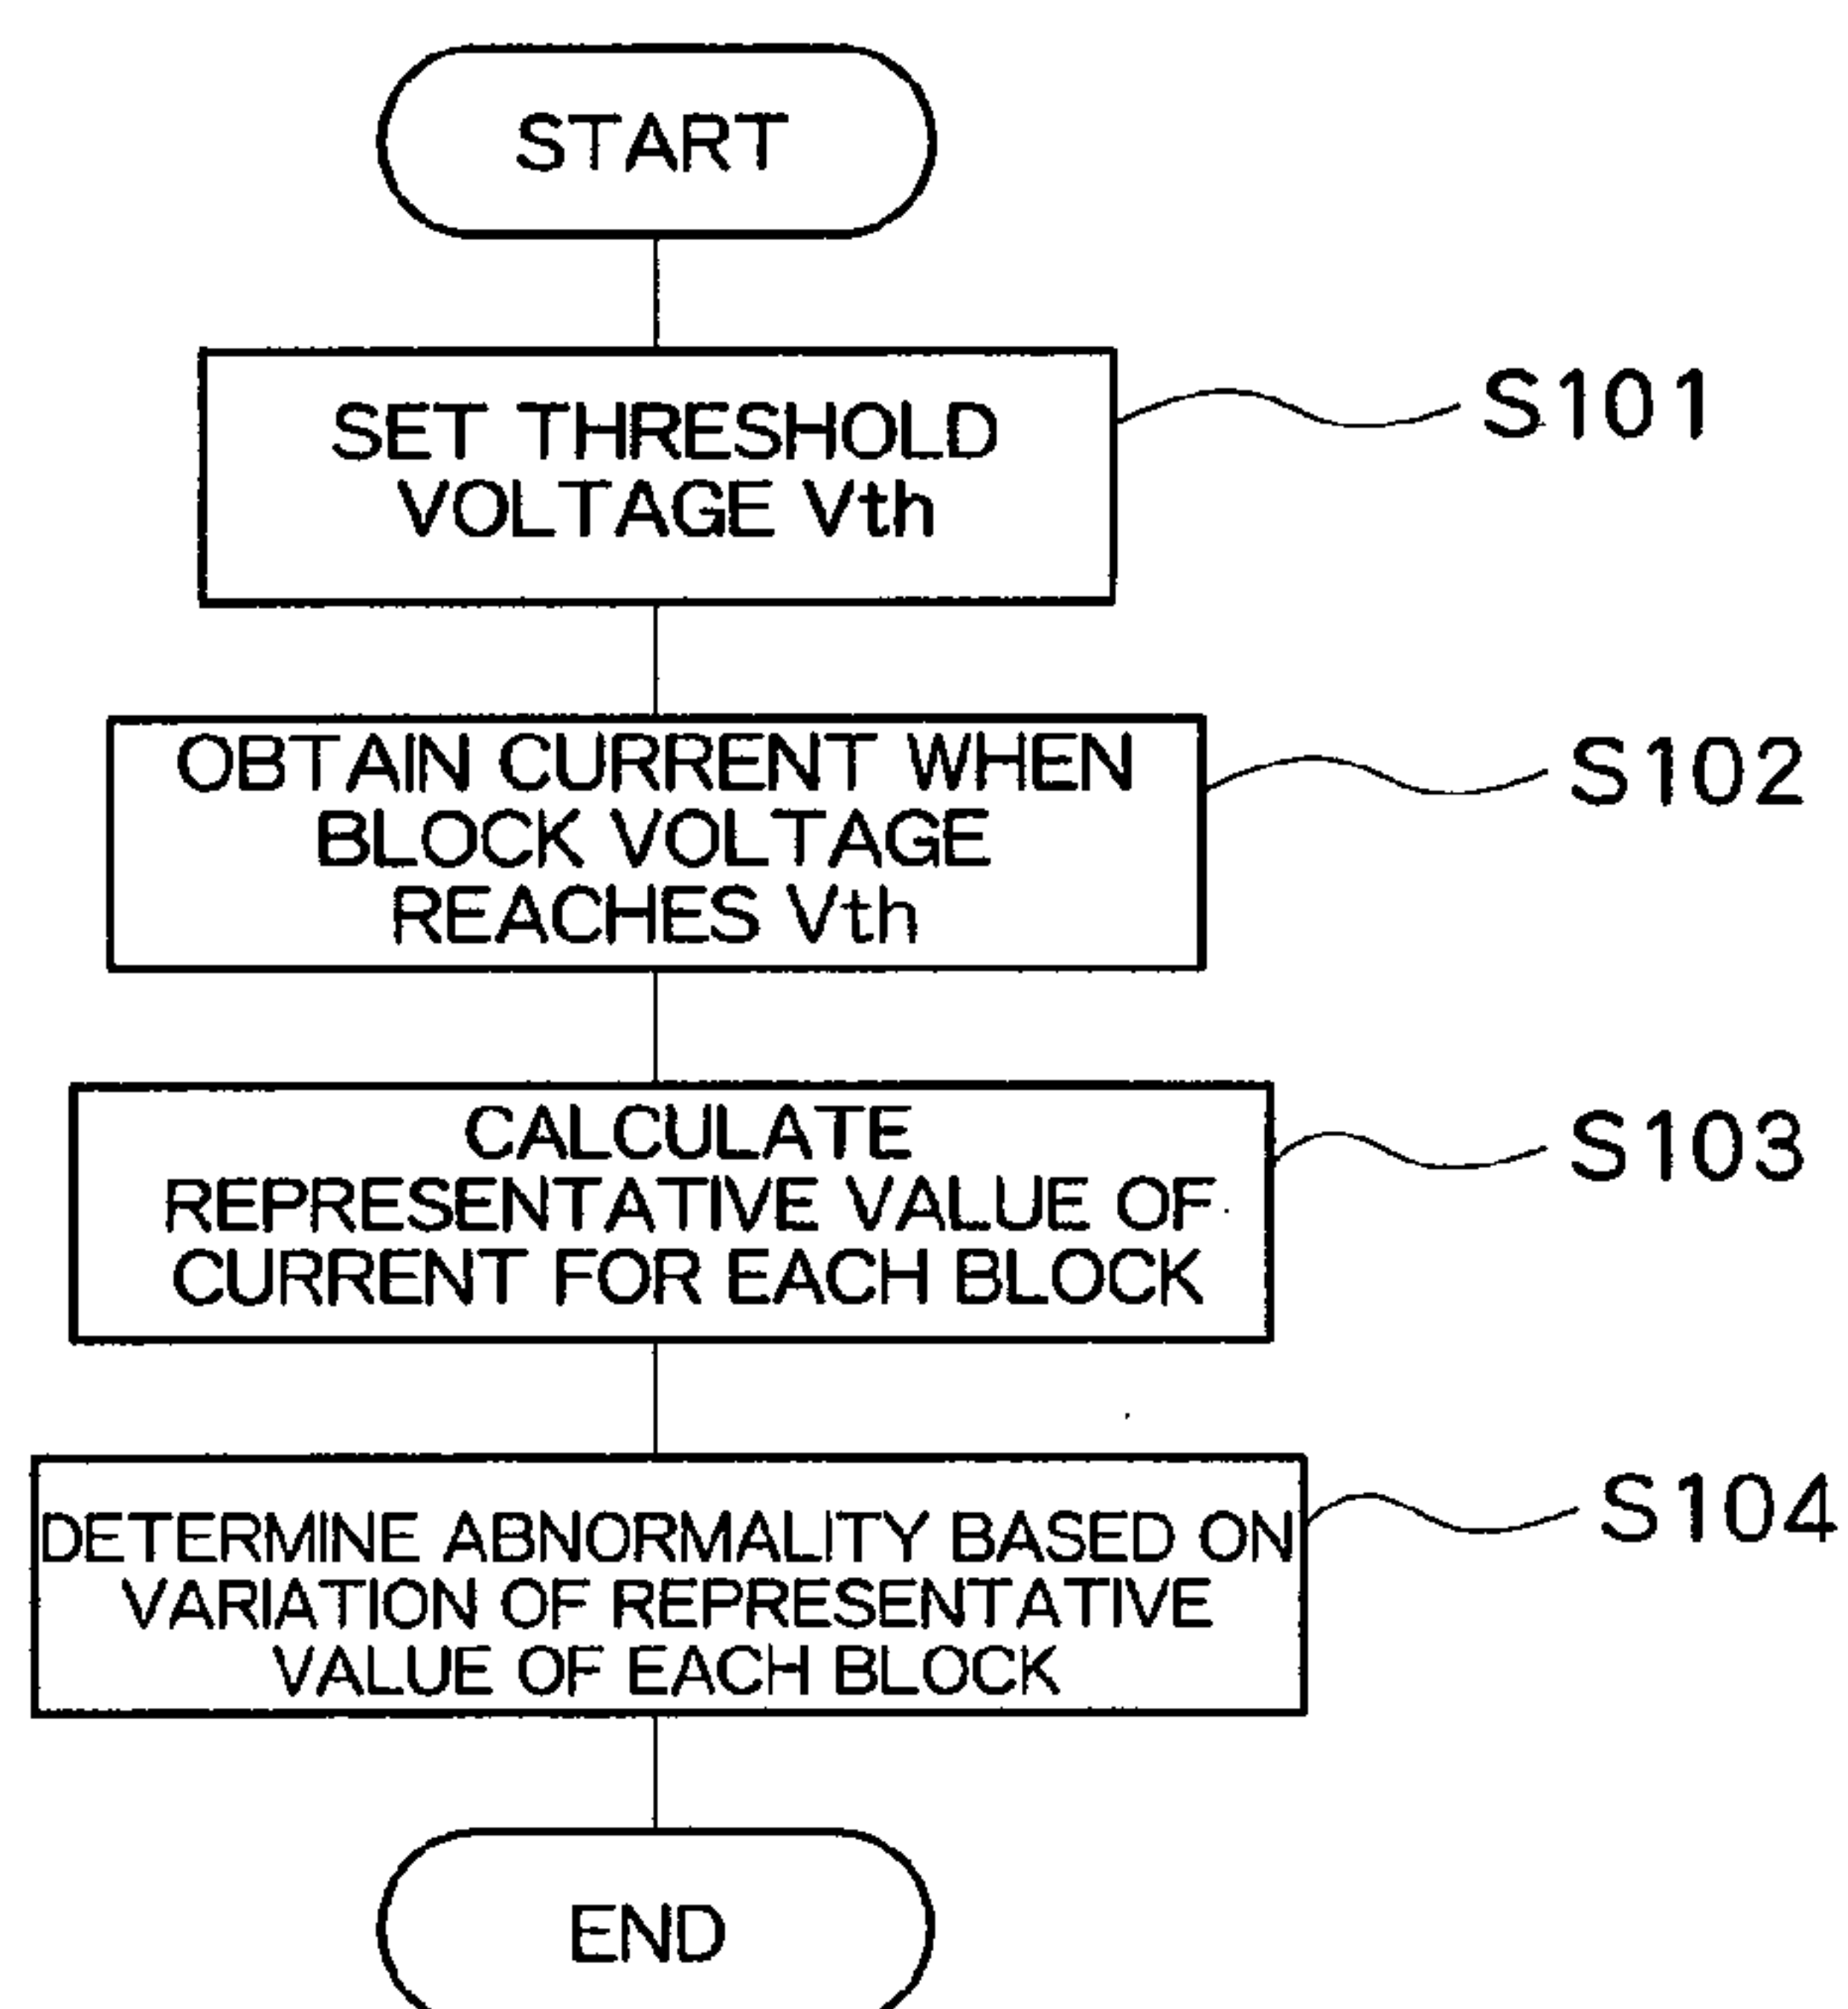 START
SET THRESHOLD
VOLTAGE Vth
S101
OBTAIN CURRENT WHEN
BLOCK VOLTAGE
REACHES Vth
S102
CALCULATE
REPRESENTATIVE VALUE OF
CURRENT FOR EACH BLOCK
S103
DETERMINE ABNORMALITY BASED ON
VARIATION OF REPRESENTATIVE
VALUE OF EACH BLOCK
S104
END